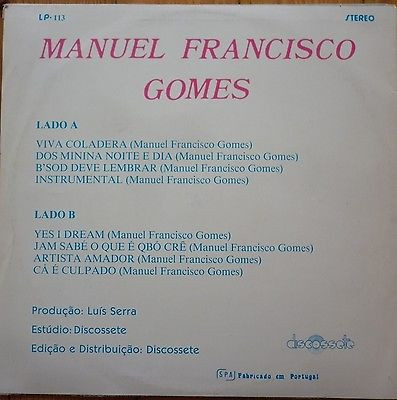 LP-113 STEREO
MANUEL FRANCISCO
GOMES
LADO A
VIVA COLADERA (Manuel Francisco Gomes)
DOS MININA NOITE E DIA (Manuel Francisco Gomes)
B'SOD DEVE LEMBRAR (Manuel Francisco Gomes)
INSTRUMENTAL (Manuel Francisco Gomes)
LADO B
YES I DREAM (Manuel Francisco Gomes)
JAM SABÉ O QUE É QBÓ CRÊ (Manuel Francisco Gomes)
ARTISTA AMADOR (Manuel Francisco Gomes)
CÁ É CULPADO (Manuel Francisco Gomes)
Produção: Luís Serra
Estúdio: Discossete
Edição e Distribuição: Discossete
discossete
SPA Fabricado em Portugal